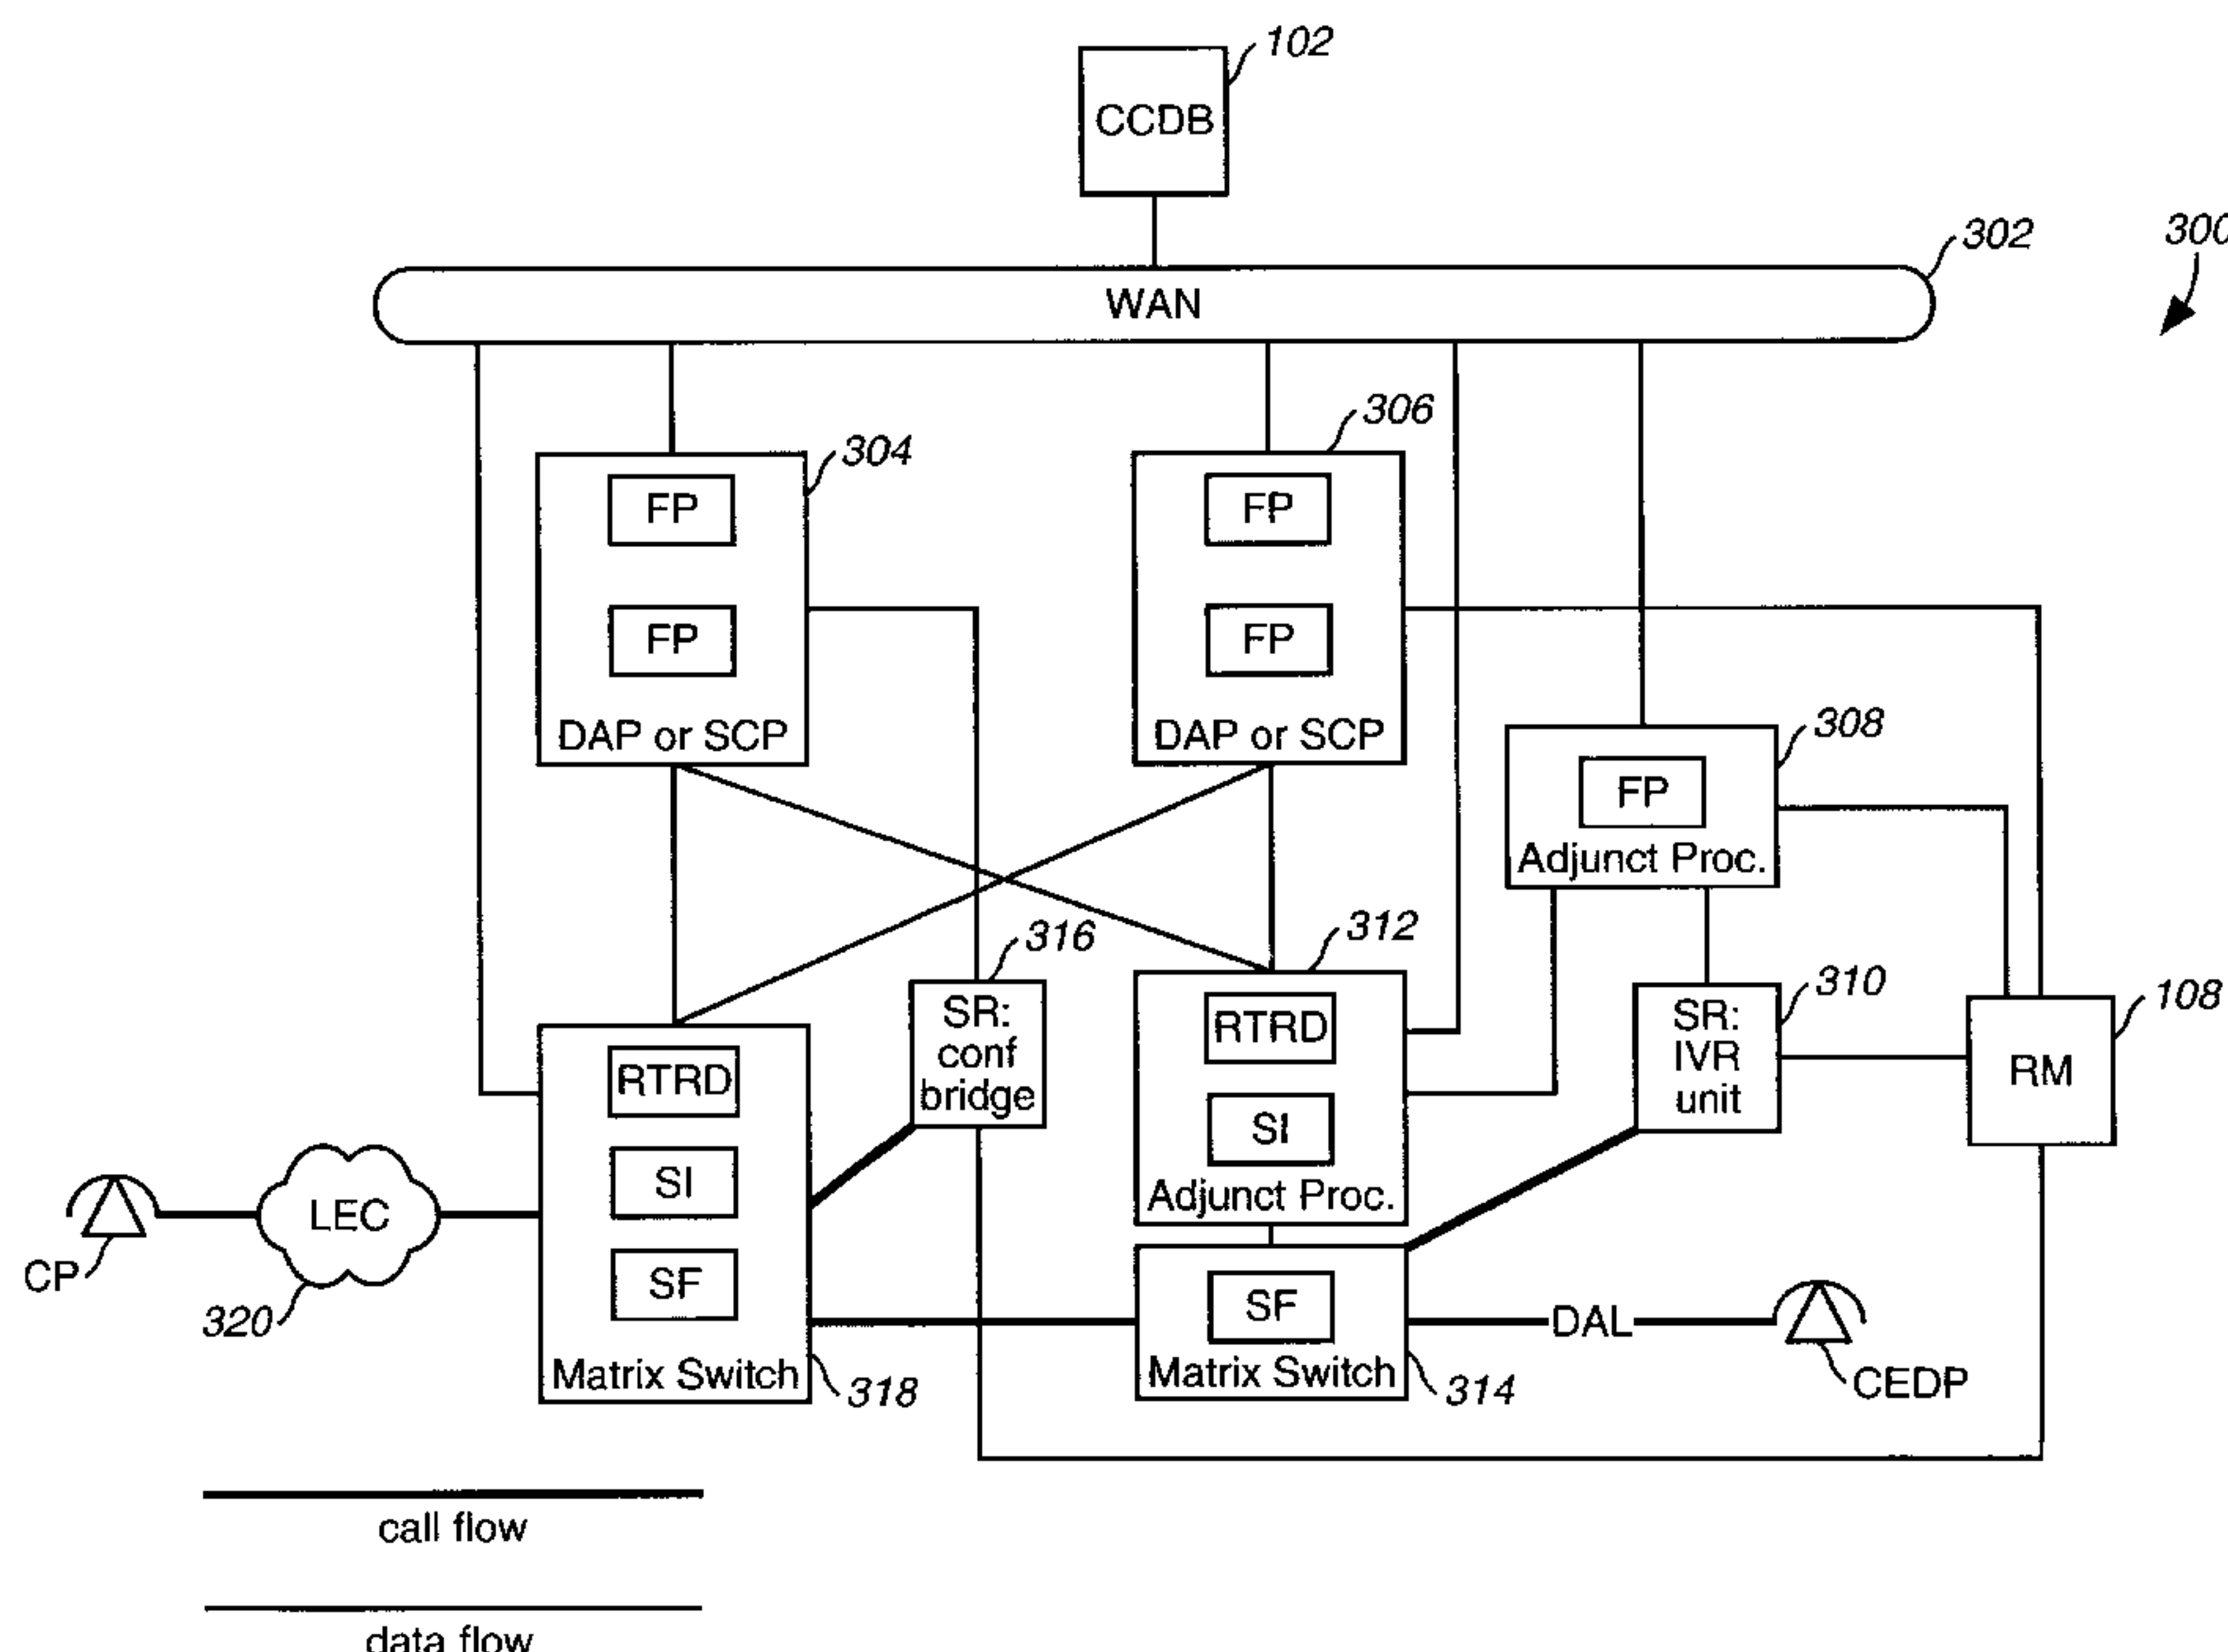 102
CCDB
302
300
WAN
306
304
FP
FP
FP
FP
DAP or SCP
DAP or SCP
308
FP
Adjunct Proc.
316
312
310
108
SR:
conf
bridge
RTRD
SI
Adjunct Proc.
SR:
IVR
unit
RM
RTRD
SI
SF
Matrix Switch
318
LEC
CP
320
SF
Matrix Switch
314
DAL
CEDP
call flow
data flow